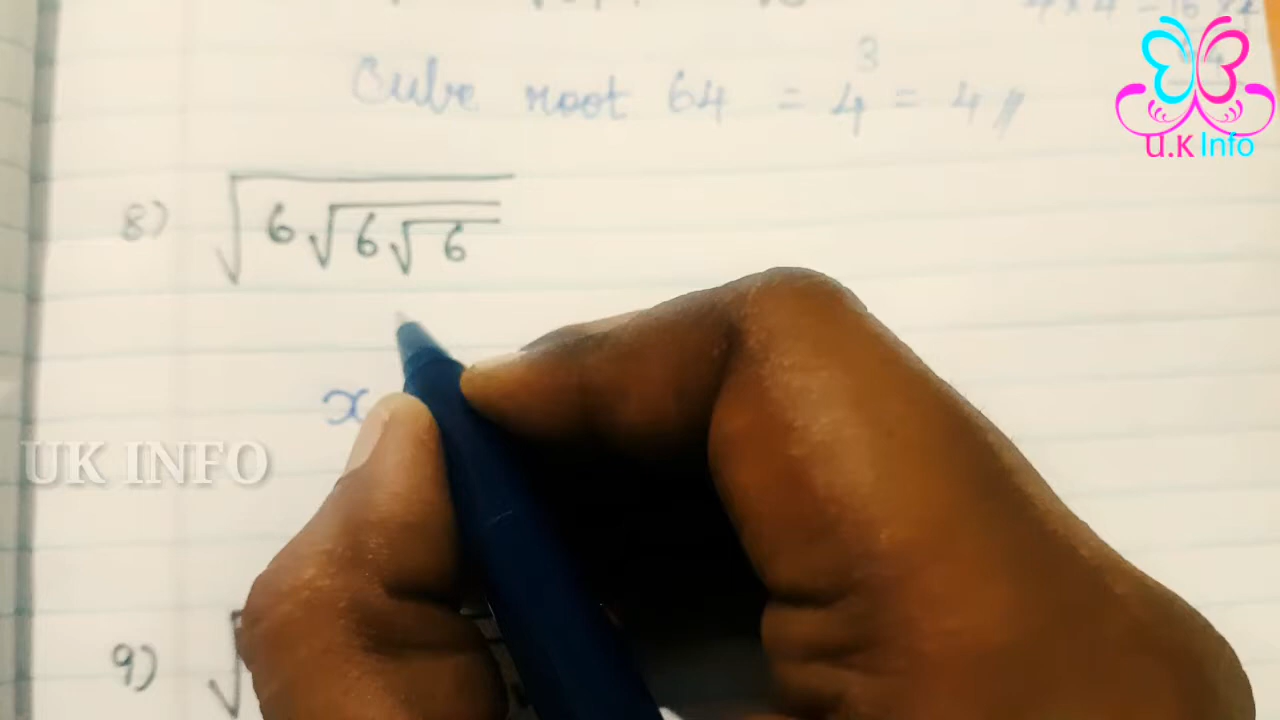 Cube root 64 = 4³ = 4 //
U.K Info
8) √(6√(6√6))
x
UK INFO
9) √